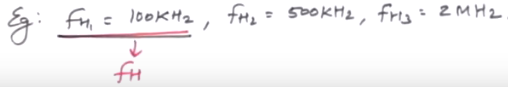 Eg: fH₁ = 100KHz, fH₂ = 500KHz, fH₃ = 2MHz
↓
fH